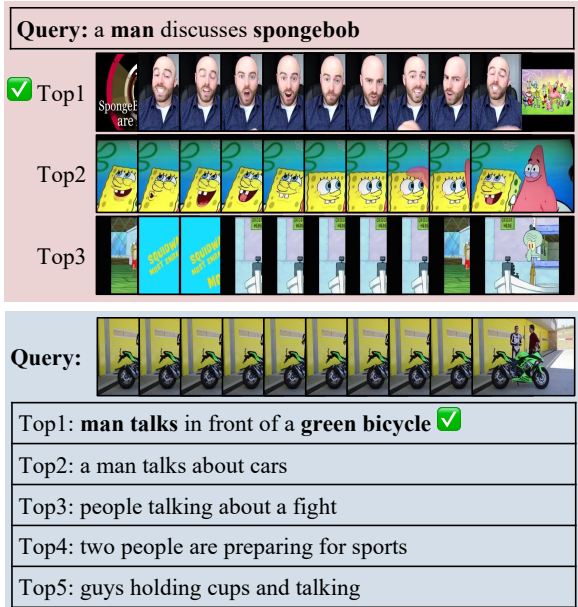 Query: a man discusses spongebob
Top1
SpongeB
are
Top2
Top3
Query:
Top1: man talks in front of a green bicycle
Top2: a man talks about cars
Top3: people talking about a fight
Top4: two people are preparing for sports
Top5: guys holding cups and talking